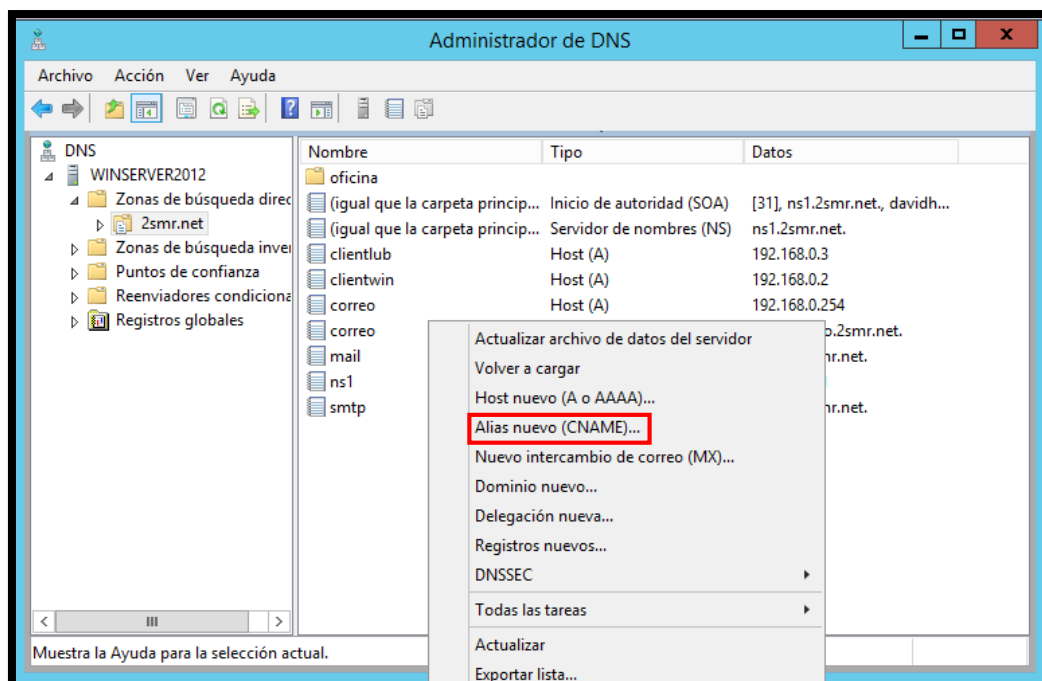 Administrador de DNS
Archivo Acción Ver Ayuda
DNS
WINSERVER2012
Zonas de búsqueda direc
2smr.net
Zonas de búsqueda inver
Puntos de confianza
Reenviadores condiciona
Registros globales
Nombre Tipo Datos
oficina
(igual que la carpeta princip... Inicio de autoridad (SOA) [31], ns1.2smr.net., davidh...
(igual que la carpeta princip... Servidor de nombres (NS) ns1.2smr.net.
clientlub Host (A) 192.168.0.3
clientwin Host (A) 192.168.0.2
correo Host (A) 192.168.0.254
correo o.2smr.net.
mail nr.net.
ns1
smtp nr.net.
Actualizar archivo de datos del servidor
Volver a cargar
Host nuevo (A o AAAA)...
Alias nuevo (CNAME)...
Nuevo intercambio de correo (MX)...
Dominio nuevo...
Delegación nueva...
Registros nuevos...
DNSSEC
Todas las tareas
Actualizar
Exportar lista...
Muestra la Ayuda para la selección actual.